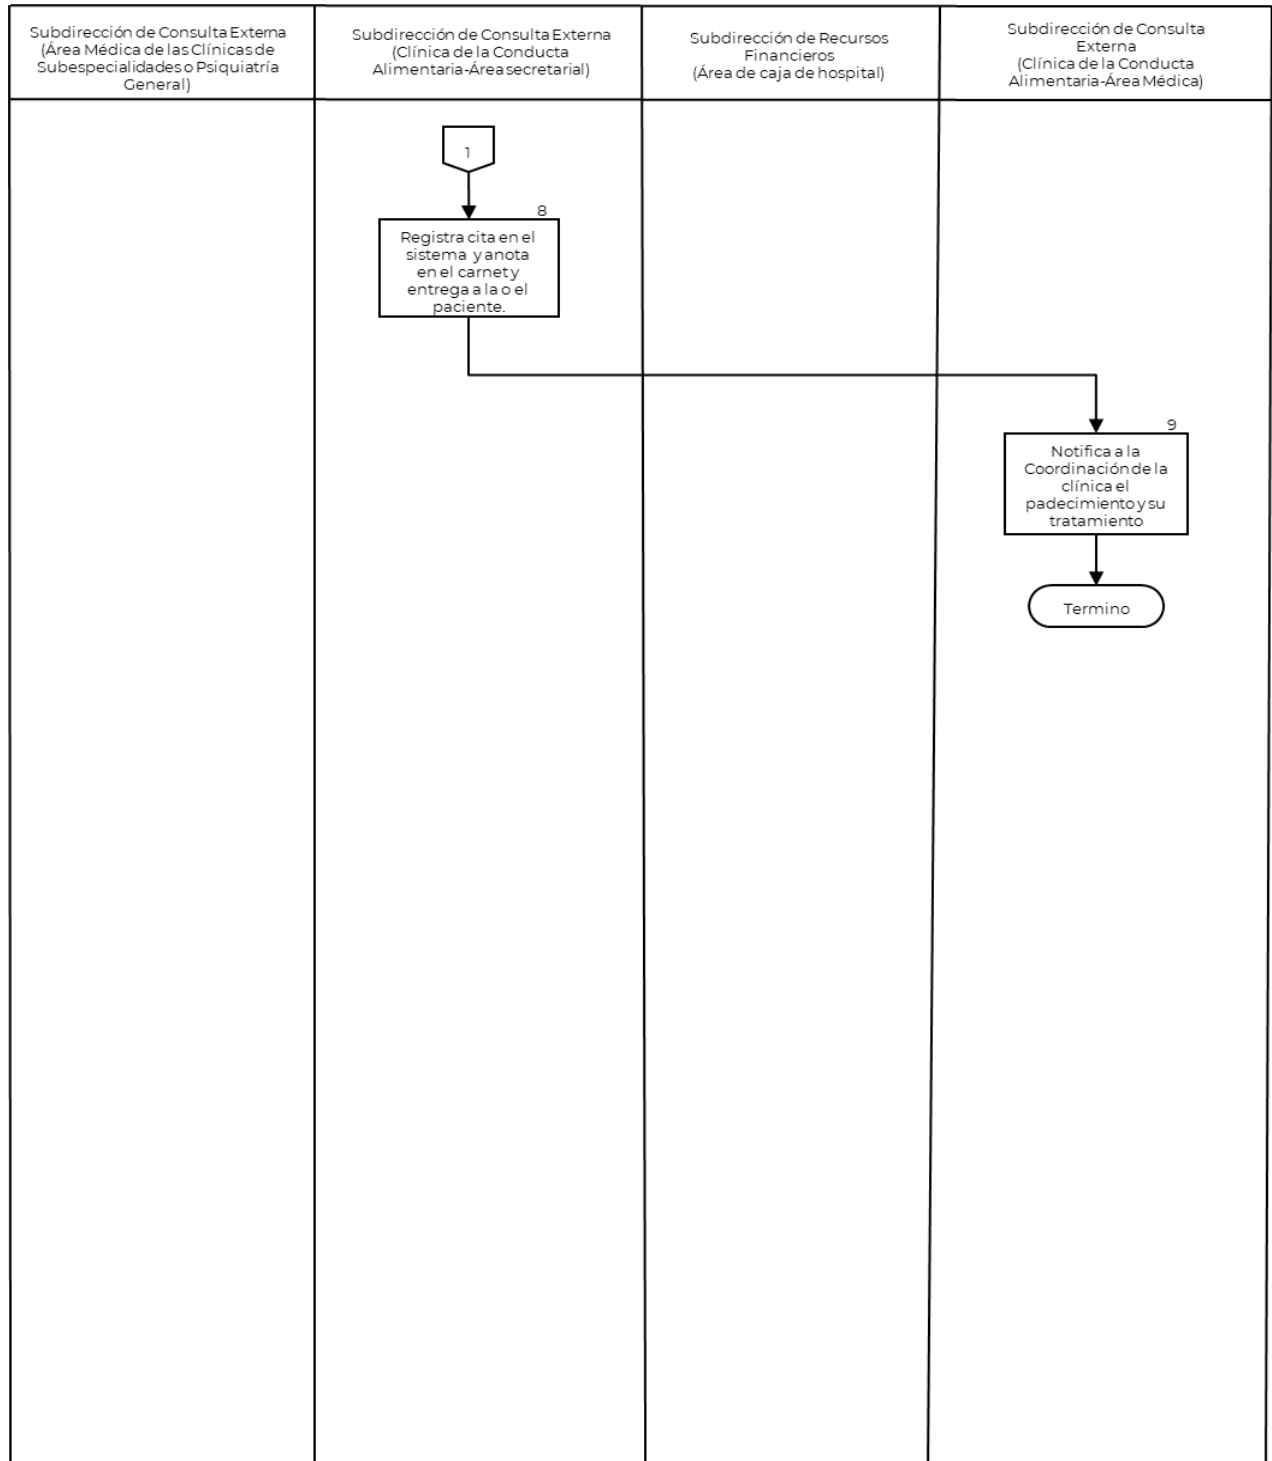 Subdirección de Consulta Externa
(Área Médica de las Clínicas de
Subespecialidades o Psiquiatría
General)
Subdirección de Consulta Externa
(Clínica de la Conducta
Alimentaria-Área secretarial)
Subdirección de Recursos
Financieros
(Área de caja de hospital)
Subdirección de Consulta
Externa
(Clínica de la Conducta
Alimentaria-Área Médica)
1
8
Registra cita en el
sistema y anota
en el carnet y
entrega a la o el
paciente.
9
Notifica a la
Coordinación de la
clínica el
padecimiento y su
tratamiento
Termino